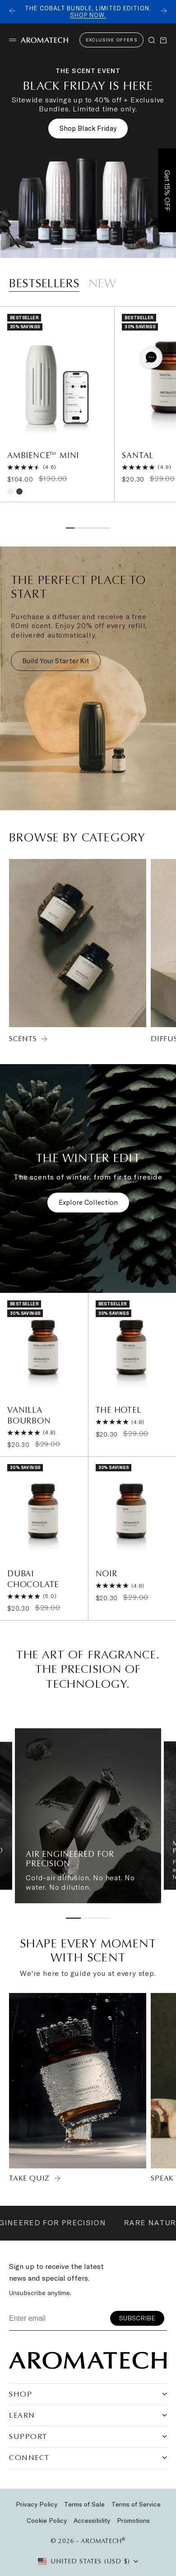 THE COBALT BUNDLE, LIMITED EDITION.
SHOP NOW.
AROMATECH
EXCLUSIVE OFFERS
THE SCENT EVENT
BLACK FRIDAY IS HERE
Sitewide savings up to 40% off + Exclusive
Bundles. Limited time only.
Shop Black Friday
Get 15% OFF
BESTSELLERS NEW
BESTSELLER
20% SAVINGS
AMBIENCE™ MINI
(4.6)
$104.00 $130.00
BESTSELLER
30% SAVINGS
SANTAL
(4.9)
$20.30 $29.00
THE PERFECT PLACE TO
START
Purchase a diffuser and receive a free
60ml scent. Enjoy 20% off every refill,
delivered automatically.
Build Your Starter Kit
BROWSE BY CATEGORY
SCENTS
DIFFUS
THE WINTER EDIT
The scents of winter, from fir to fireside
Explore Collection
BESTSELLER
30% SAVINGS
VANILLA
BOURBON
(4.8)
$20.30 $29.00
BESTSELLER
30% SAVINGS
THE HOTEL
(4.8)
$20.30 $29.00
30% SAVINGS
DUBAI
CHOCOLATE
(5.0)
$20.30 $29.00
30% SAVINGS
NOIR
(4.8)
$20.30 $29.00
THE ART OF FRAGRANCE.
THE PRECISION OF
TECHNOLOGY.
AIR ENGINEERED FOR
PRECISION
Cold-air diffusion. No heat. No
water. No dilution.
SHAPE EVERY MOMENT
WITH SCENT
We're here to guide you at every step.
AROMATECH
TAKE QUIZ
SPEAK
GINEERED FOR PRECISION RARE NATUR
Sign up to receive the latest
news and special offers.
Unsubscribe anytime.
Enter email
SUBSCRIBE
AROMATECH
SHOP
LEARN
SUPPORT
CONNECT
Privacy Policy Terms of Sale Terms of Service
Cookie Policy Accessibility Promotions
© 2026 - AROMATECH®
UNITED STATES (USD $)